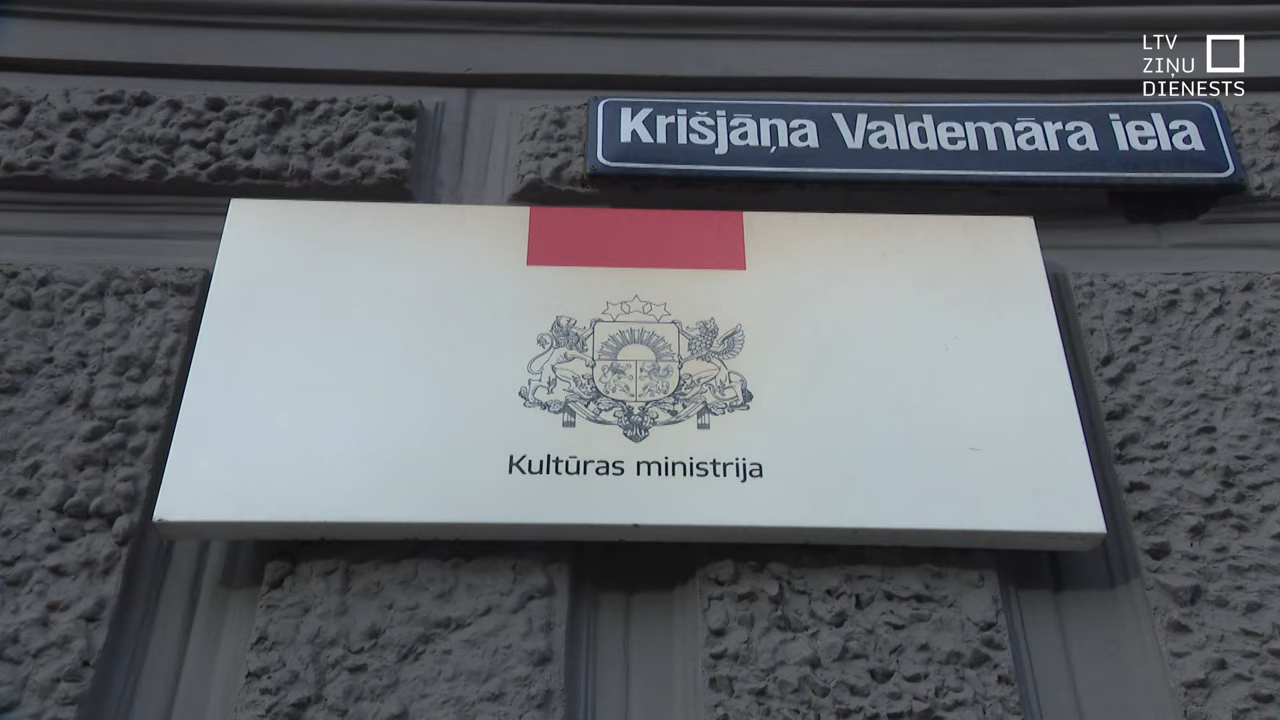 LTV
ZIŅU
DIENESTS
Krišjāņa Valdemāra iela
Kultūras ministrija